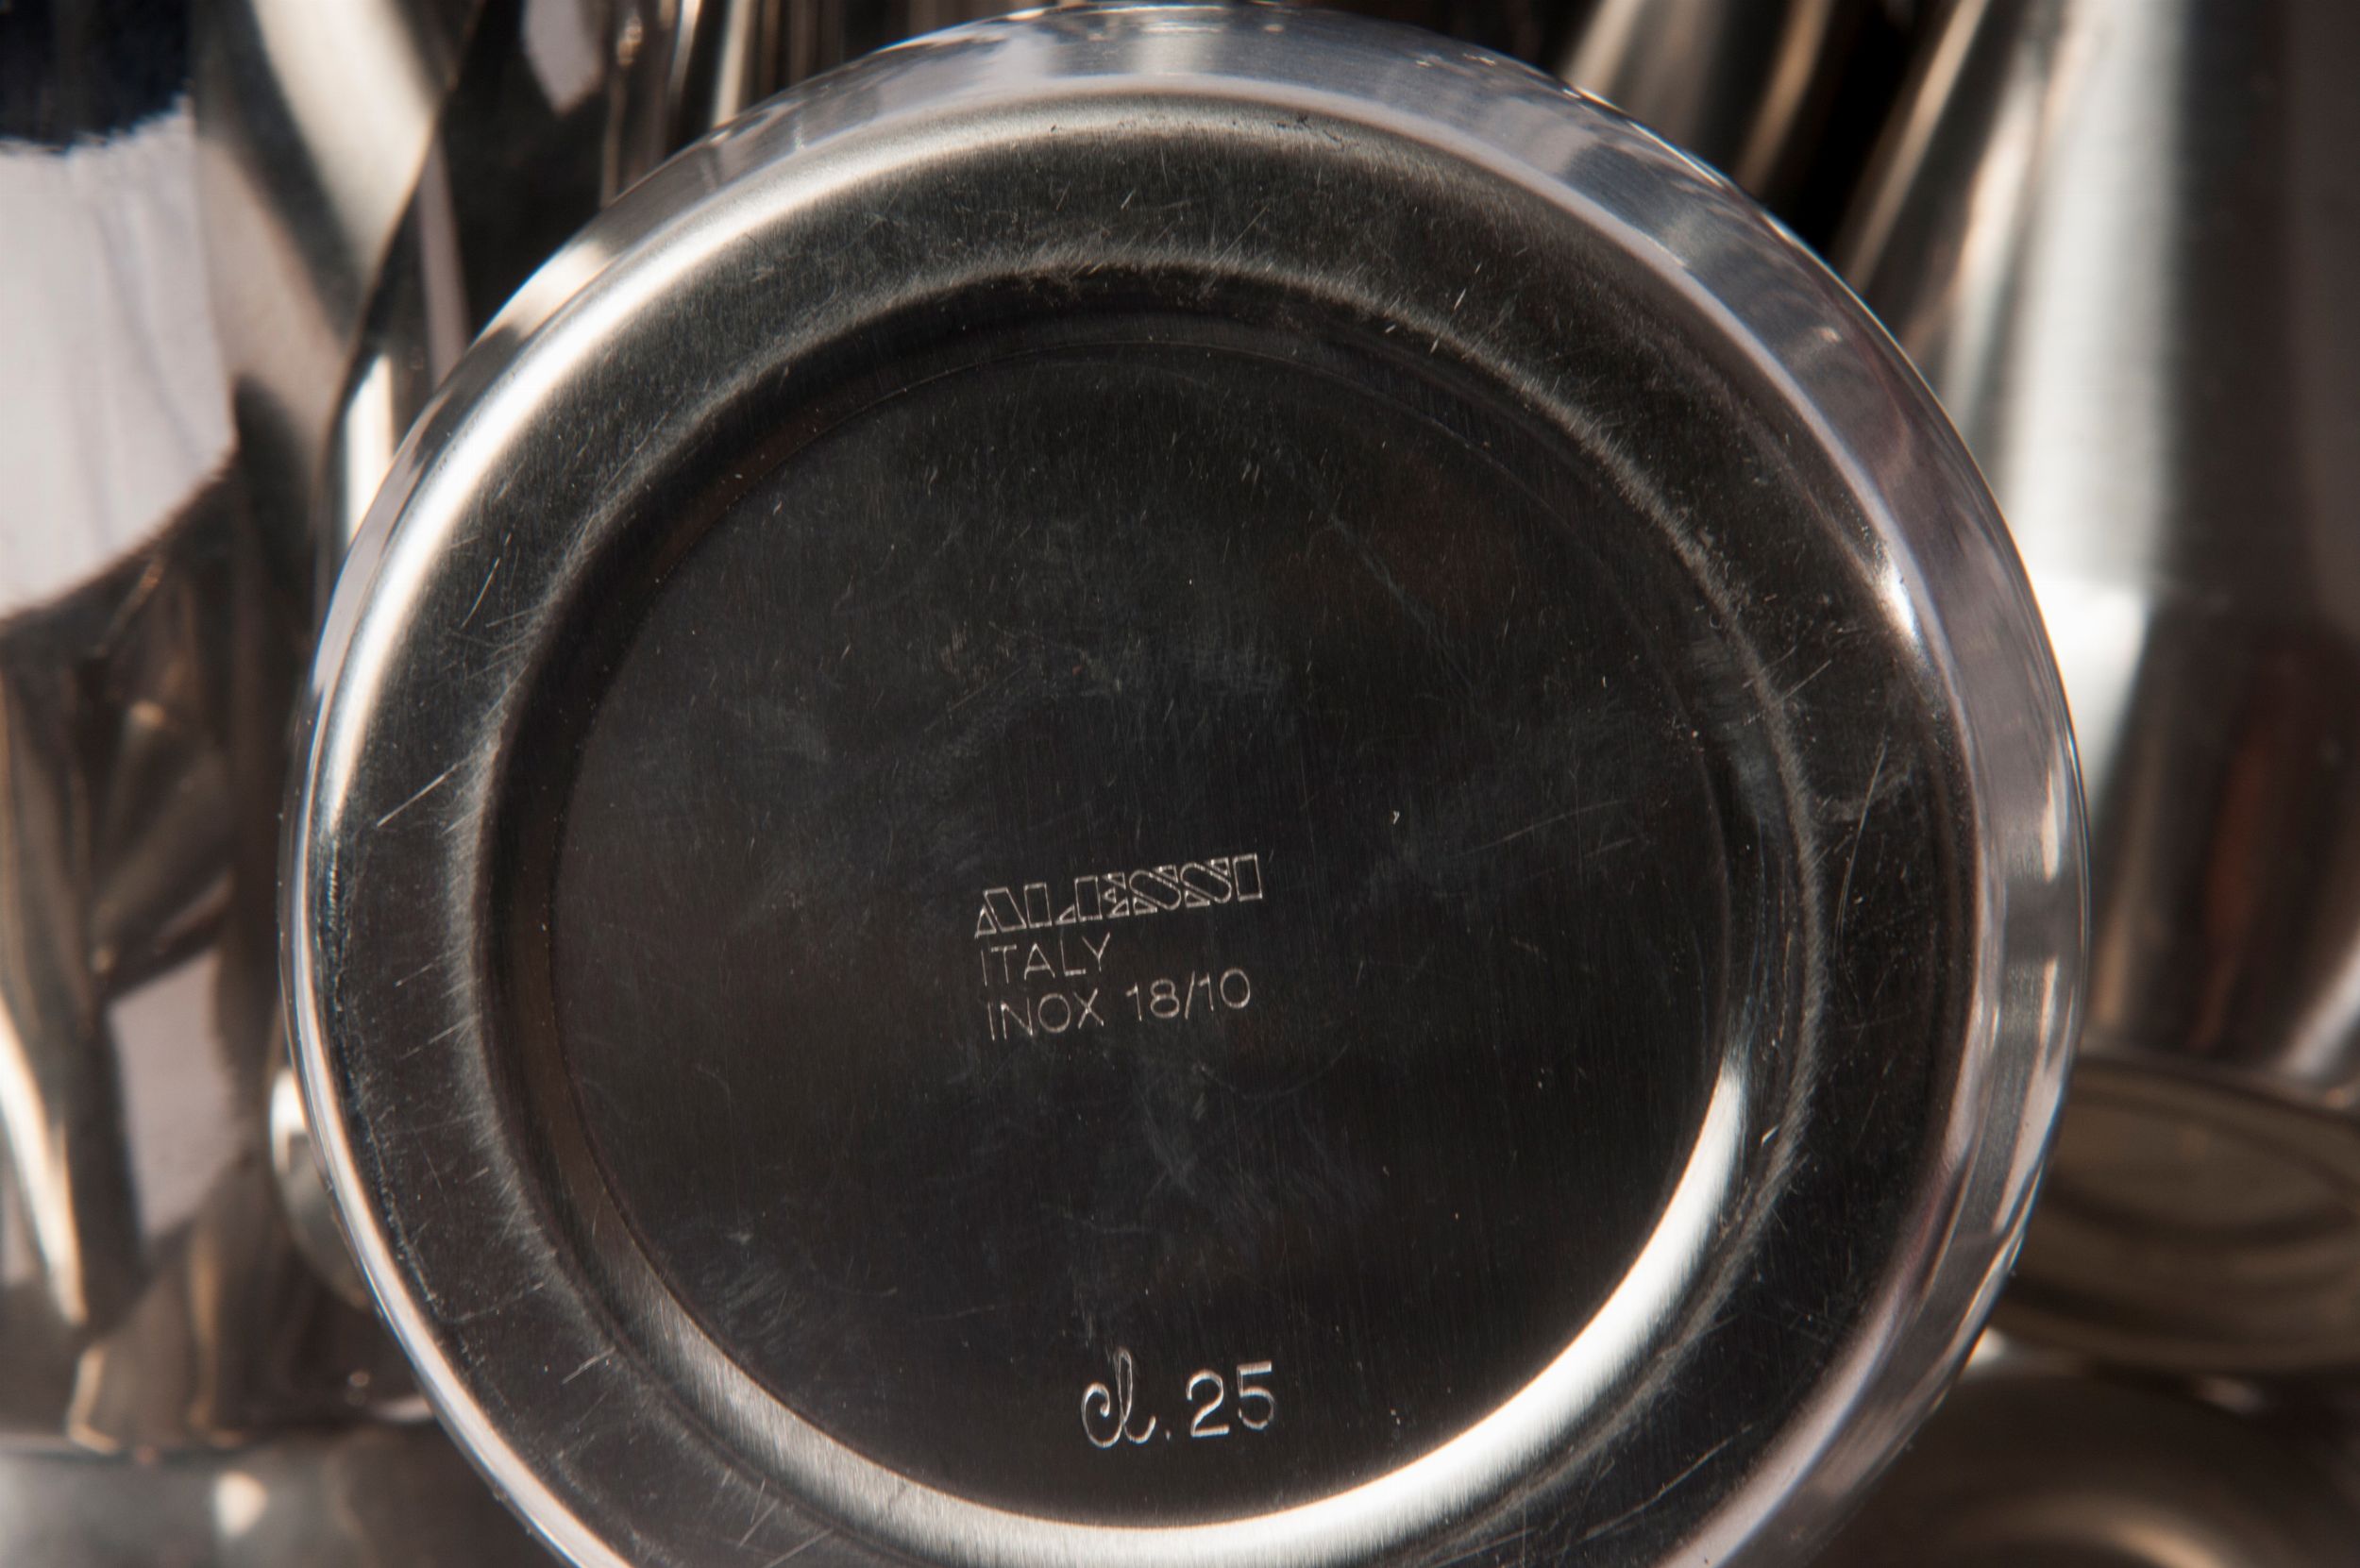 ALESSI
ITALY
INOX 18/10
cl. 25